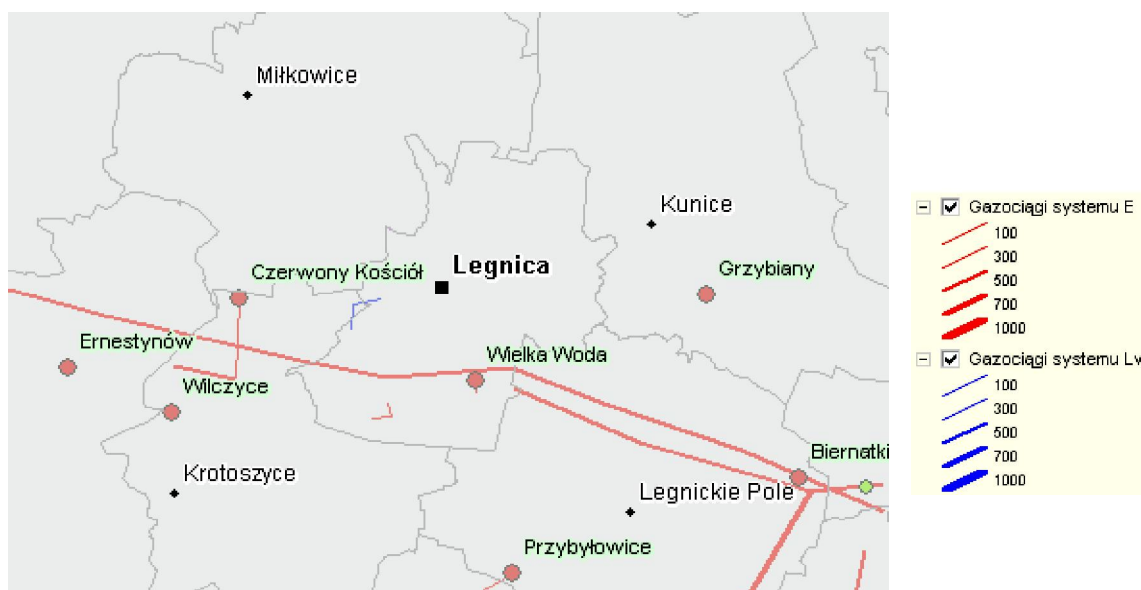 Miłkowice
Kunice
Czerwony Kościół
Legnica
Grzybiany
Ernestynów
Wielka Woda
Wilczyce
Biernatki
Krotoszyce
Legnickie Pole
Przybyłowice
Gazociągi systemu E
100
300
500
700
1000
Gazociągi systemu Lw
100
300
500
700
1000